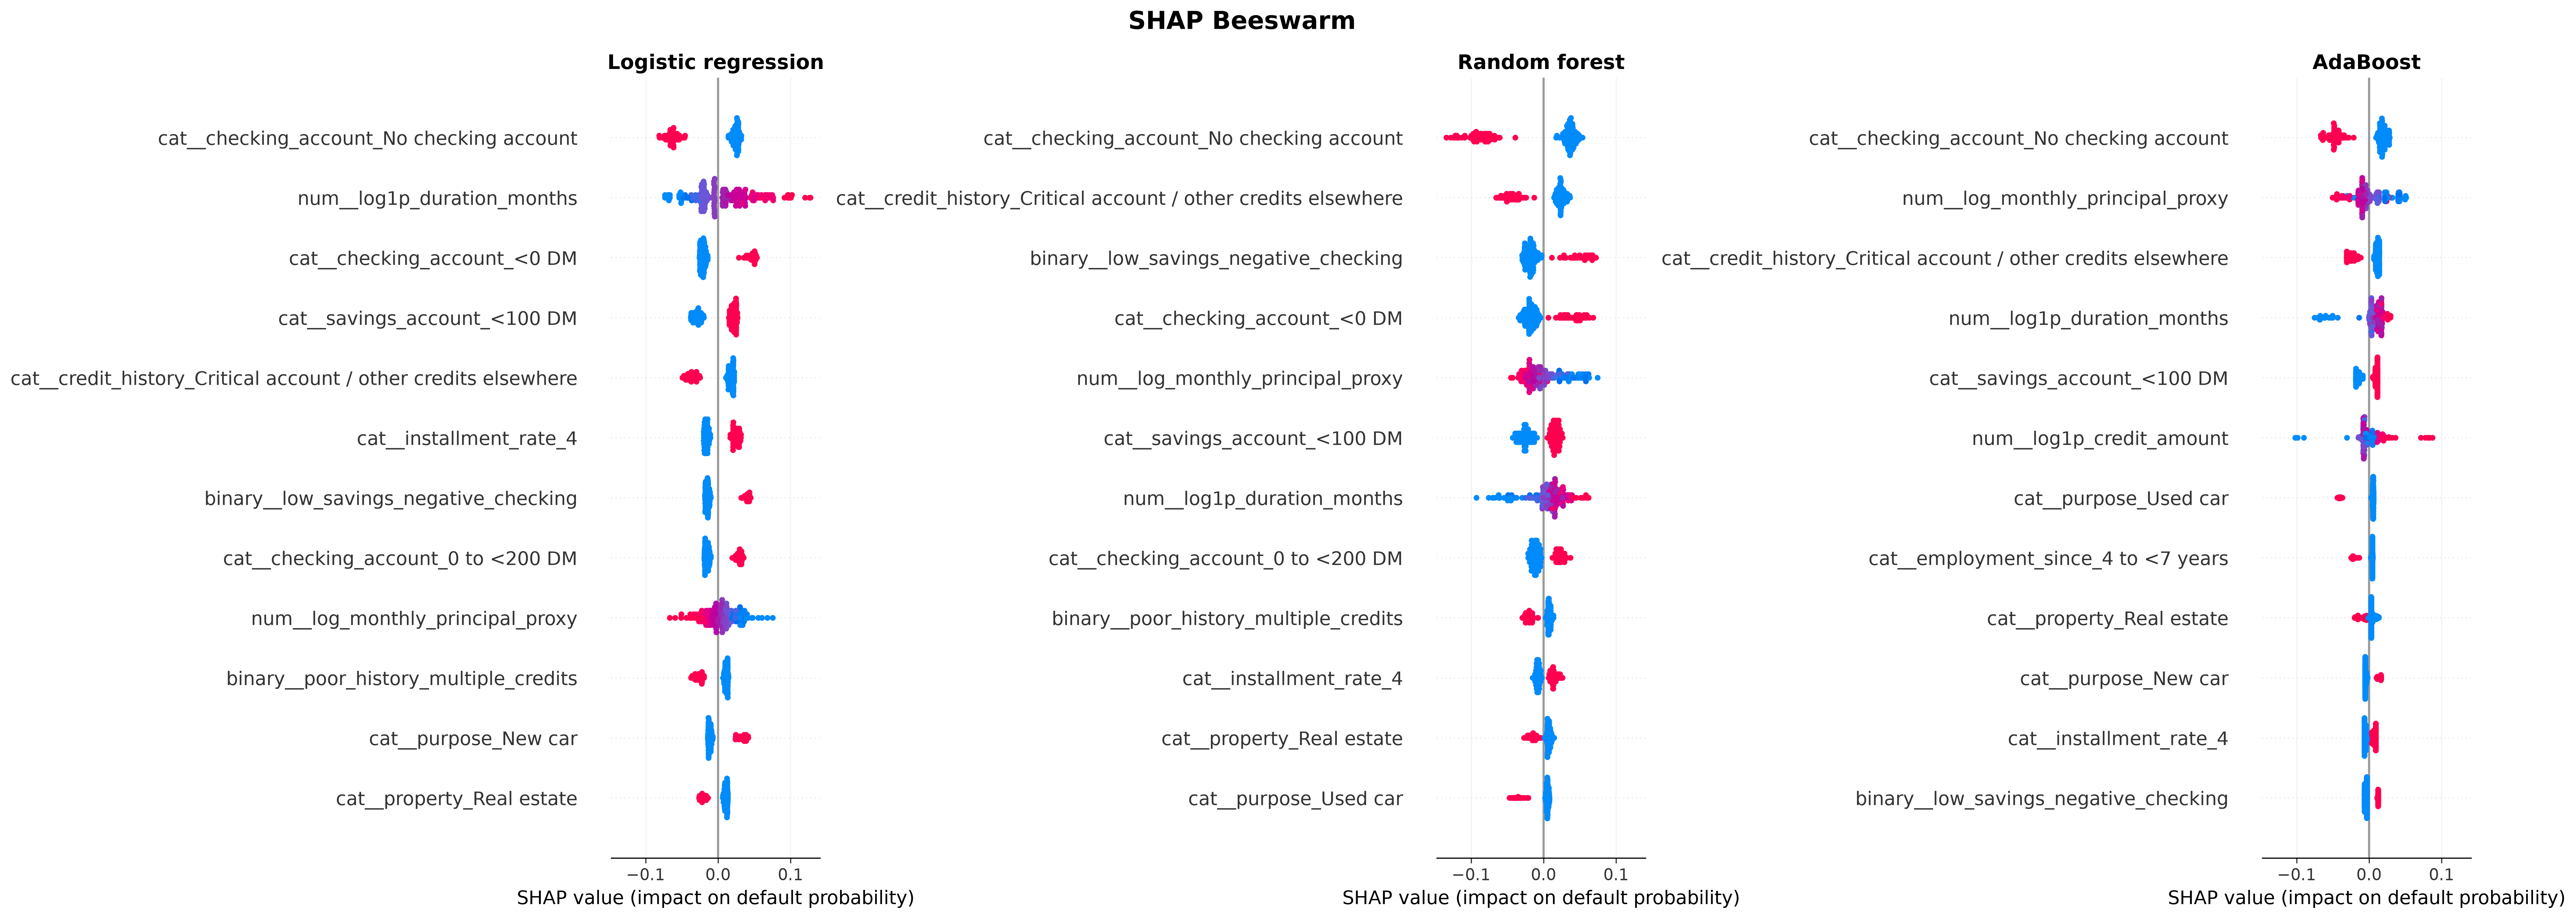 SHAP Beeswarm
Logistic regression
cat__checking_account_No checking account
num__log1p_duration_months
cat__checking_account_<0 DM
cat__savings_account_<100 DM
cat__credit_history_Critical account / other credits elsewhere
cat__installment_rate_4
binary__low_savings_negative_checking
cat__checking_account_0 to <200 DM
num__log_monthly_principal_proxy
binary__poor_history_multiple_credits
cat__purpose_New car
cat__property_Real estate
−0.1 0.0 0.1
SHAP value (impact on default probability)
Random forest
cat__checking_account_No checking account
cat__credit_history_Critical account / other credits elsewhere
binary__low_savings_negative_checking
cat__checking_account_<0 DM
num__log_monthly_principal_proxy
cat__savings_account_<100 DM
num__log1p_duration_months
cat__checking_account_0 to <200 DM
binary__poor_history_multiple_credits
cat__installment_rate_4
cat__property_Real estate
cat__purpose_Used car
−0.1 0.0 0.1
SHAP value (impact on default probability)
AdaBoost
cat__checking_account_No checking account
num__log_monthly_principal_proxy
cat__credit_history_Critical account / other credits elsewhere
num__log1p_duration_months
cat__savings_account_<100 DM
num__log1p_credit_amount
cat__purpose_Used car
cat__employment_since_4 to <7 years
cat__property_Real estate
cat__purpose_New car
cat__installment_rate_4
binary__low_savings_negative_checking
−0.1 0.0 0.1
SHAP value (impact on default probability)